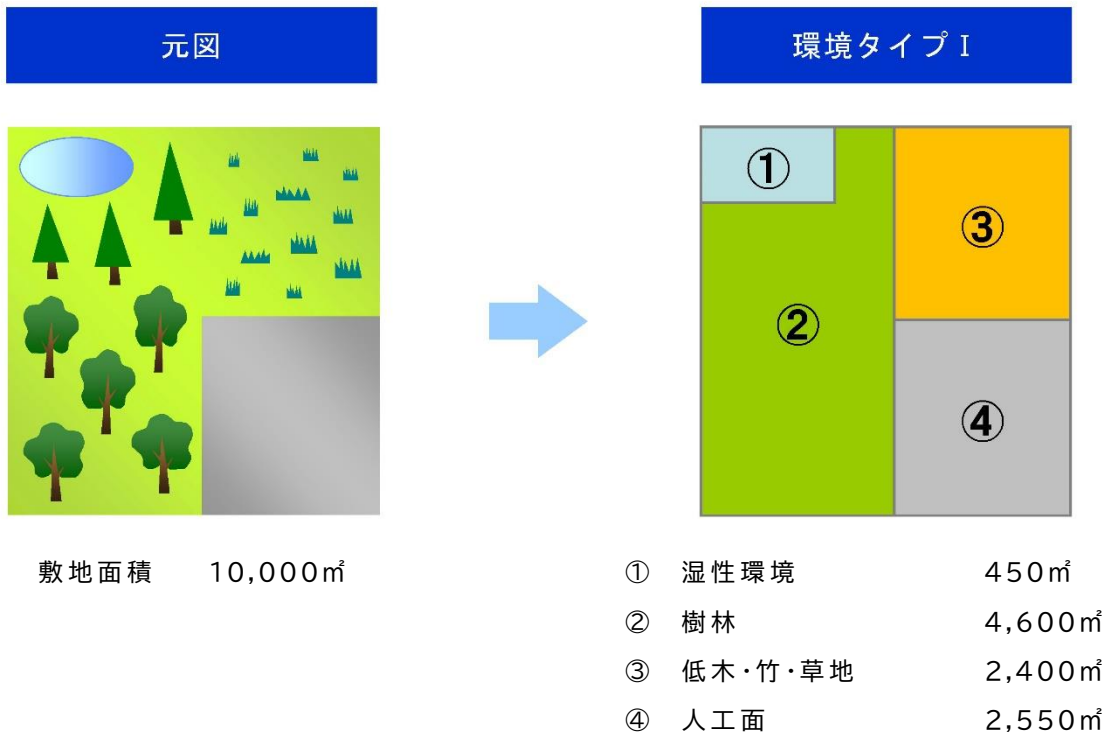 元図
環境タイプⅠ
①
②
③
④
敷地面積 10,000㎡
① 湿性環境 450㎡
② 樹林 4,600㎡
③ 低木・竹・草地 2,400㎡
④ 人工面 2,550㎡